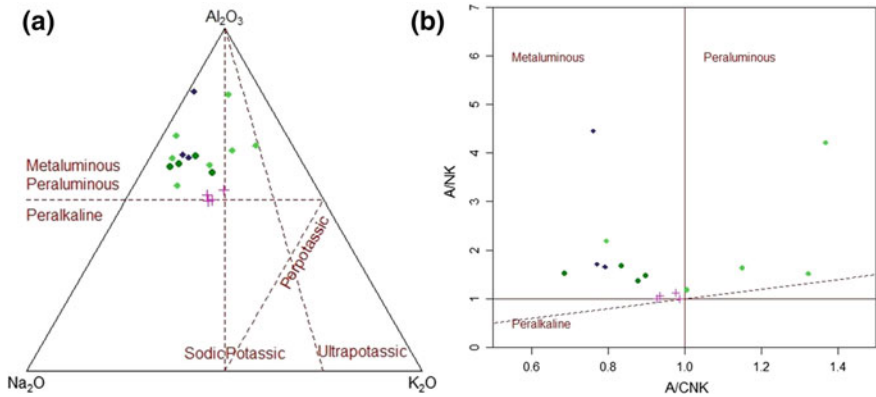 (a)
Al₂O₃
Metaluminous
Peraluminous
Peralkaline
Perpotassic
Sodic Potassic
Ultrapotassic
Na₂O
K₂O
(b)
7
6
5
4
3
2
1
0
A/NK
Metaluminous
Peraluminous
Peralkaline
0.6
0.8
1.0
1.2
1.4
A/CNK